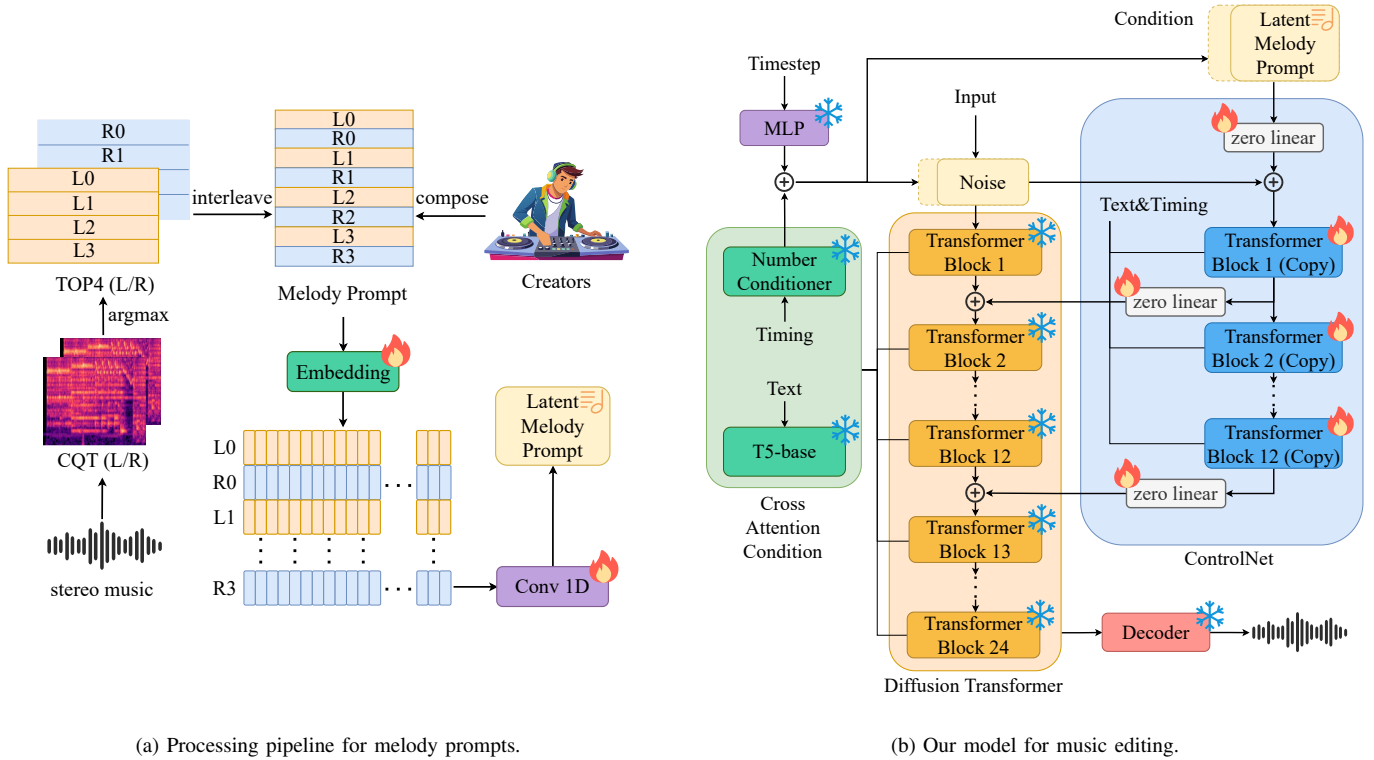 R0
R1
L0
L1
L2
L3
TOP4 (L/R)
argmax
CQT (L/R)
stereo music
interleave
L0
R0
L1
R1
L2
R2
L3
R3
Melody Prompt
compose
Creators
Embedding
L0
R0
L1
R3
Conv 1D
Latent
Melody
Prompt
(a) Processing pipeline for melody prompts.
Timestep
MLP
Number
Conditioner
Timing
Text
T5-base
Cross
Attention
Condition
Input
Noise
Transformer
Block 1
Transformer
Block 2
Transformer
Block 12
Transformer
Block 13
Transformer
Block 24
Diffusion Transformer
Condition
Latent
Melody
Prompt
zero linear
Text&Timing
Transformer
Block 1 (Copy)
zero linear
Transformer
Block 2 (Copy)
Transformer
Block 12 (Copy)
zero linear
ControlNet
Decoder
(b) Our model for music editing.